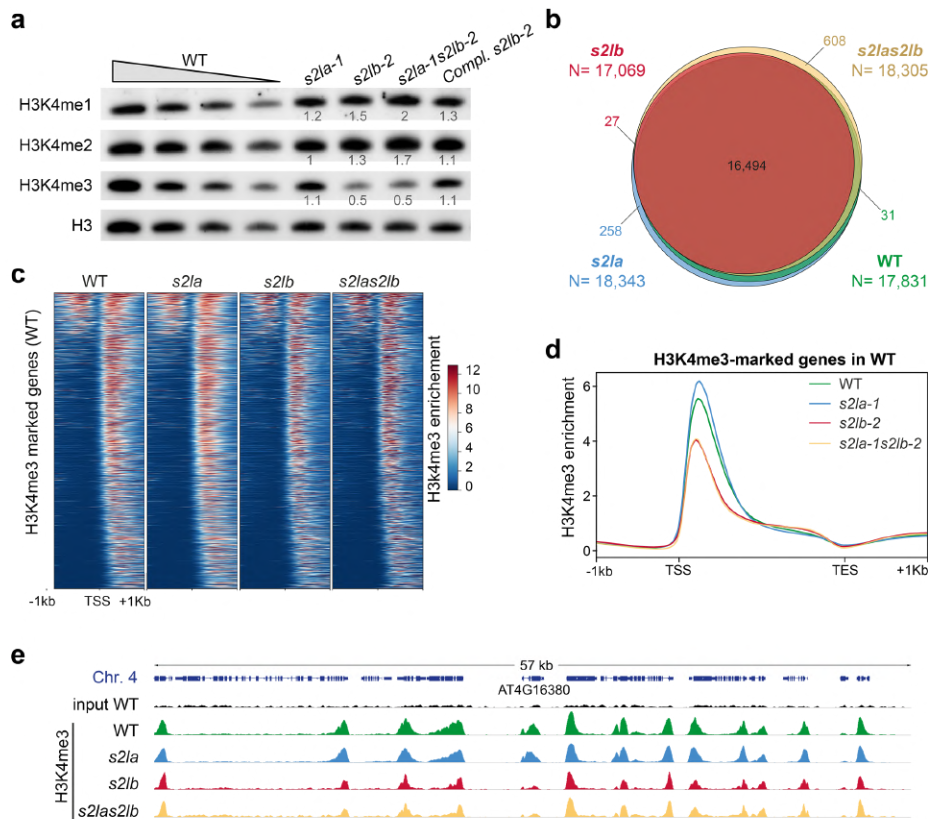 a
WT
s2la-1
s2lb-2
s2la-1s2lb-2
Compl. s2lb-2
H3K4me1
1.2 1.5 2 1.3
H3K4me2
1 1.3 1.7 1.1
H3K4me3
1.1 0.5 0.5 1.1
H3
b
s2lb
N= 17,069
608
s2las2lb
N= 18,305
27
16,494
258
31
s2la
N= 18,343
WT
N= 17,831
c
WT s2la s2lb s2las2lb
H3K4me3 marked genes (WT)
-1kb TSS +1Kb
H3k4me3 enrichement
12
10
8
6
4
2
0
d
H3K4me3-marked genes in WT
H3K4me3 enrichment
6
4
2
0
WT
s2la-1
s2lb-2
s2la-1s2lb-2
-1kb TSS TES +1Kb
e
57 kb
Chr. 4
AT4G16380
input WT
H3K4me3
WT
s2la
s2lb
s2las2lb